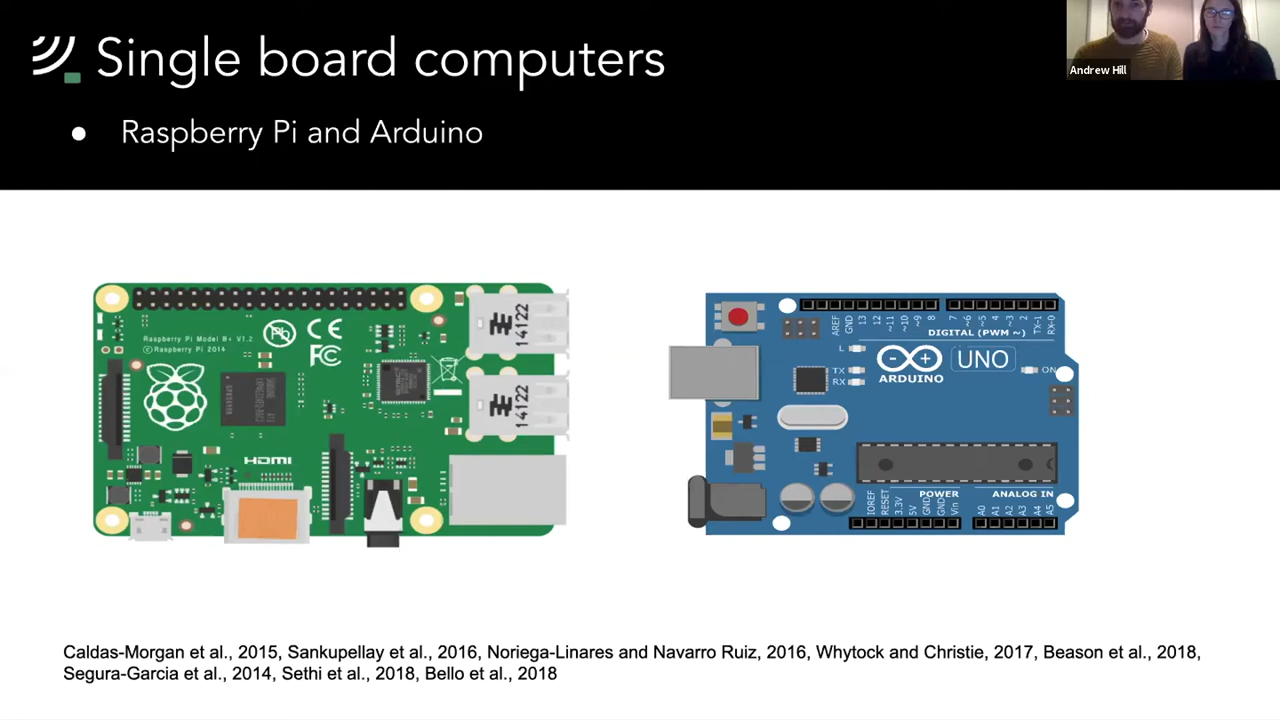 Single board computers
Andrew Hill
Raspberry Pi and Arduino
Raspberry Pi Model B+ V1.2
© Raspberry Pi 2014
Pb
CE
FC
14122
14122
HDMI
AREF
GND
13
12
~11
~10
~9
8
7
~6
~5
4
~3
2
TX-1
RX-0
DIGITAL (PWM ~)
L
TX
RX
ARDUINO
UNO
ON
POWER
ANALOG IN
IOREF
RESET
3.3V
5V
GND
GND
Vin
A0
A1
A2
A3
A4
A5
Caldas-Morgan et al., 2015, Sankupellay et al., 2016, Noriega-Linares and Navarro Ruiz, 2016, Whytock and Christie, 2017, Beason et al., 2018,
Segura-Garcia et al., 2014, Sethi et al., 2018, Bello et al., 2018